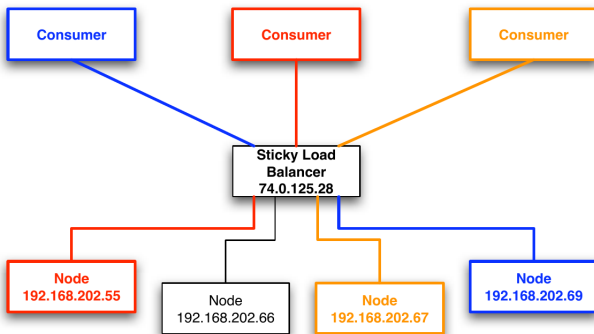 Consumer
Consumer
Consumer
Sticky Load
Balancer
74.0.125.28
Node
192.168.202.55
Node
192.168.202.66
Node
192.168.202.67
Node
192.168.202.69